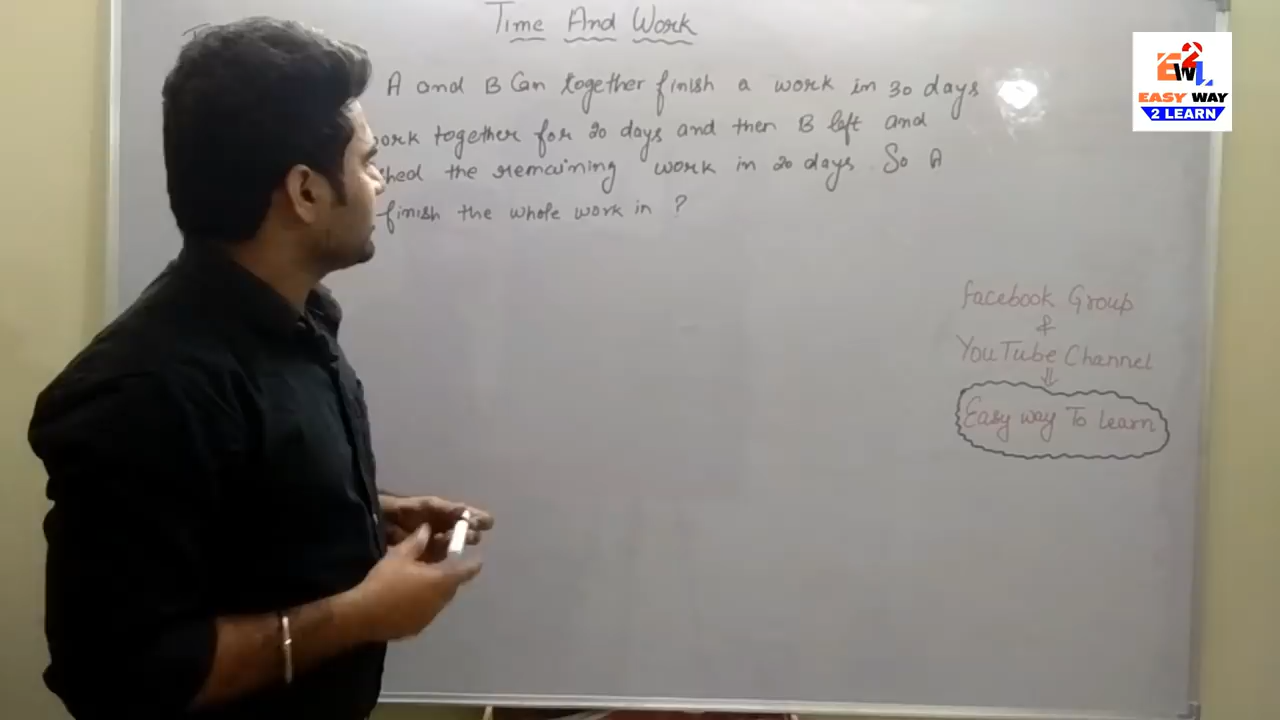 Time And Work
A and B Can together finish a work in 30 days
ork together for 20 days and then B left and
hed the remaining work in 20 days. So A
finish the whole work in ?
Facebook Group
&
YouTube Channel
⇓
Easy way To Learn
E2WL
EASY WAY
2 LEARN